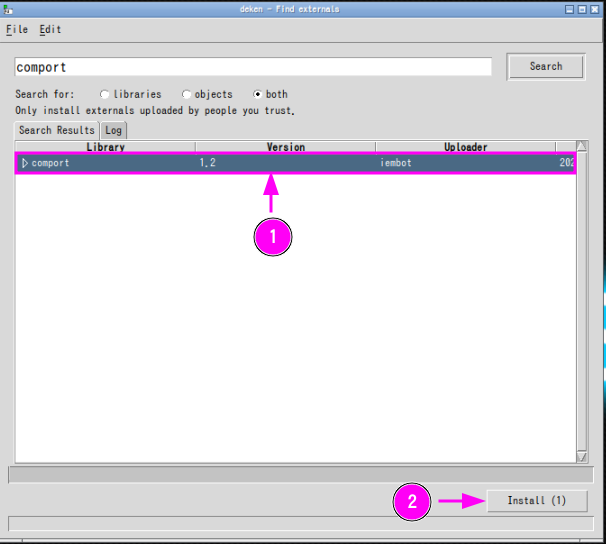 deken - Find externals
File Edit
comport
Search
Search for: libraries objects both
Only install externals uploaded by people you trust.
Search Results Log
Library Version Uploader
comport 1.2 iembot 202
1
2
Install (1)